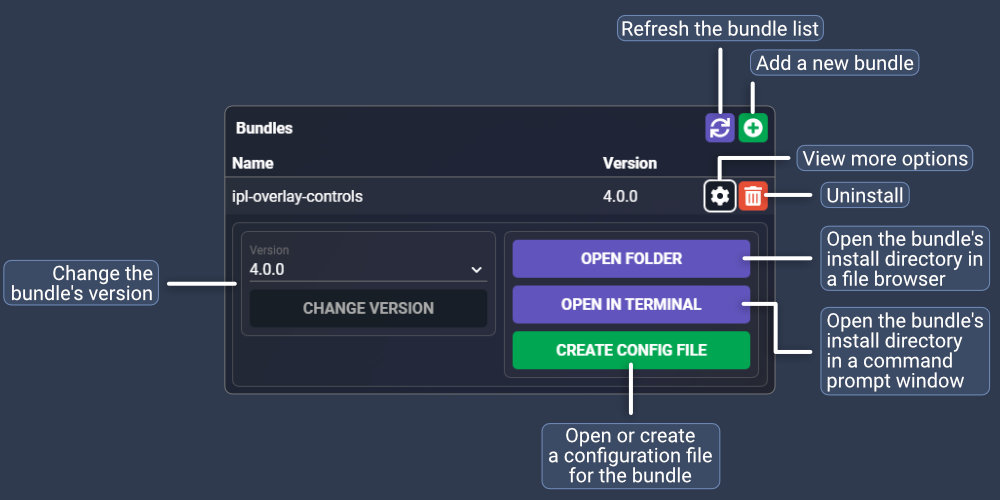 Refresh the bundle list
Add a new bundle
Bundles
Name Version
View more options
ipl-overlay-controls 4.0.0
Uninstall
Version
4.0.0
CHANGE VERSION
Change the
bundle's version
OPEN FOLDER
OPEN IN TERMINAL
CREATE CONFIG FILE
Open the bundle's
install directory in
a file browser
Open the bundle's
install directory
in a command
prompt window
Open or create
a configuration file
for the bundle